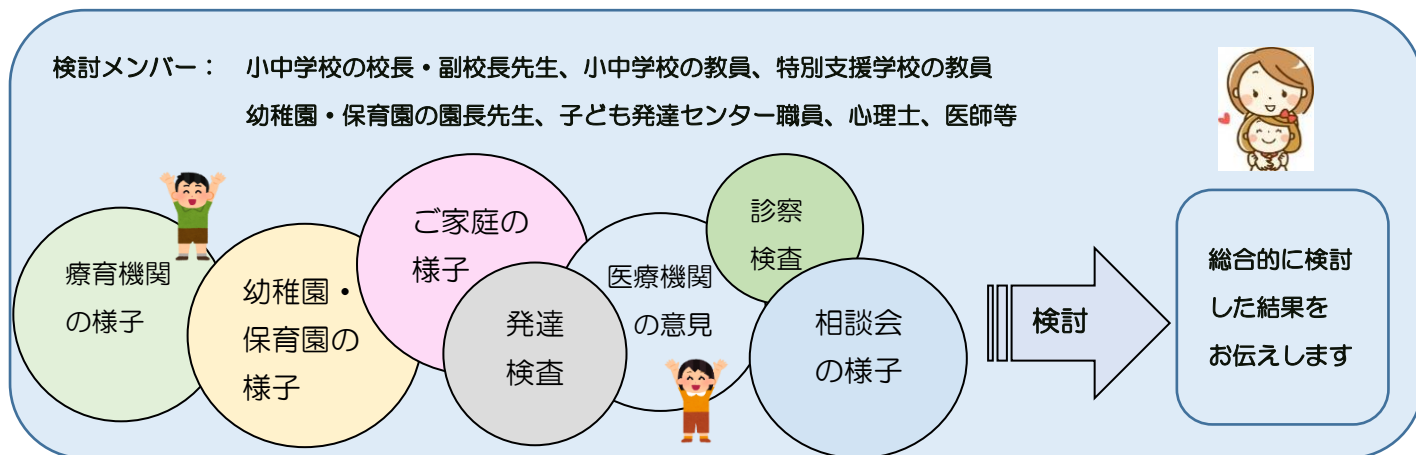 検討メンバー： 小中学校の校長・副校長先生、小中学校の教員、特別支援学校の教員
幼稚園・保育園の園長先生、子ども発達センター職員、心理士、医師等
療育機関
の様子
幼稚園・
保育園の
様子
ご家庭の
様子
発達
検査
医療機関
の意見
診察
検査
相談会
の様子
検討
総合的に検討
した結果を
お伝えします